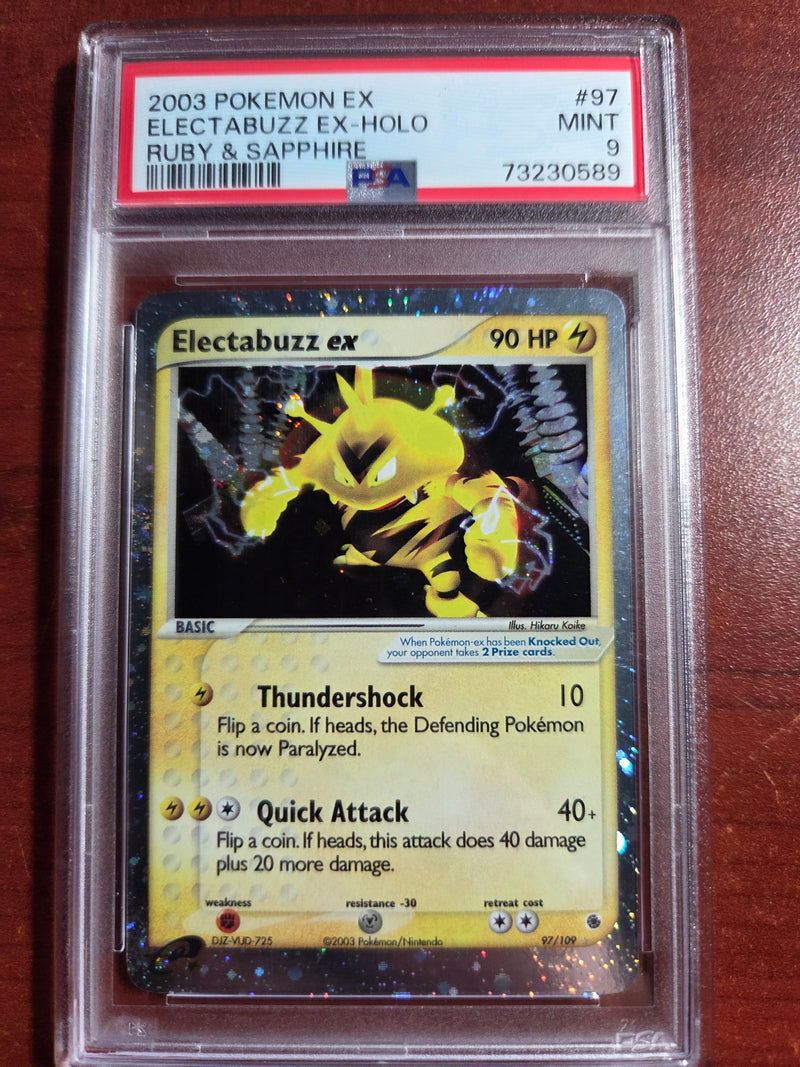 2003 POKEMON EX #97
ELECTABUZZ EX-HOLO MINT
RUBY & SAPPHIRE 9
PSA 73230589
Electabuzz ex 90 HP
BASIC
Illus. Hikaru Koike
When Pokémon-ex has been Knocked Out,
your opponent takes 2 Prize cards.
Thundershock 10
Flip a coin. If heads, the Defending Pokémon
is now Paralyzed.
Quick Attack 40+
Flip a coin. If heads, this attack does 40 damage
plus 20 more damage.
weakness resistance -30 retreat cost
DJZ-VUD-725 ©2003 Pokémon/Nintendo 97/109
PSA